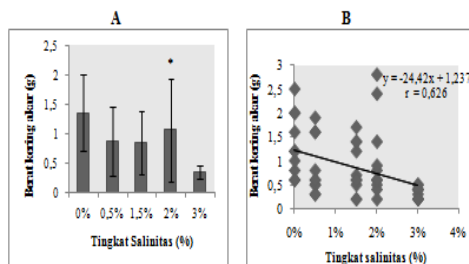 A
B
Berat kering akar (g)
2,5
2
1,5
1
0,5
0
*
0% 0,5% 1,5% 2% 3%
Tingkat Salinitas (%)
Berat kering akar (g)
3
2,5
2
1,5
1
0,5
0
y = -24,42x + 1,237
r = 0,626
0% 1% 2% 3% 4%
Tingkat salinitas (%)